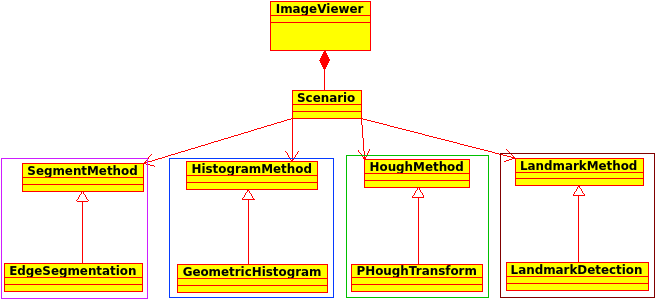 ImageViewer
Scenario
SegmentMethod
HistogramMethod
HoughMethod
LandmarkMethod
EdgeSegmentation
GeometricHistogram
PHoughTransform
LandmarkDetection